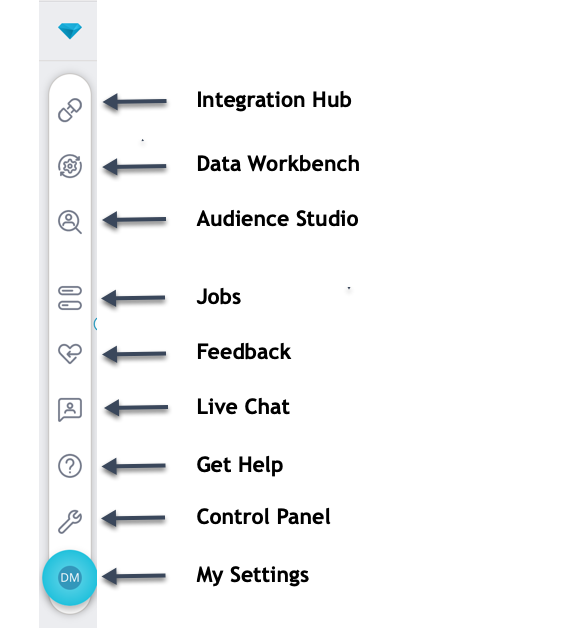 Integration Hub
Data Workbench
Audience Studio
Jobs
Feedback
Live Chat
Get Help
Control Panel
DM
My Settings